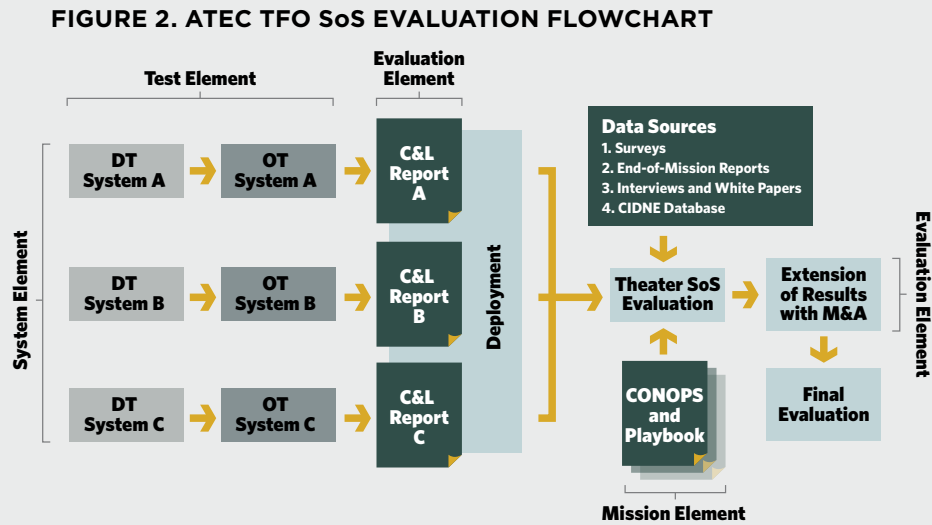 FIGURE 2. ATEC TFO SoS EVALUATION FLOWCHART
Test Element
Evaluation
Element
System Element
DT
System A
OT
System A
C&L
Report
A
DT
System B
OT
System B
C&L
Report
B
DT
System C
OT
System C
C&L
Report
C
Deployment
Data Sources
1. Surveys
2. End-of-Mission Reports
3. Interviews and White Papers
4. CIDNE Database
Theater SoS
Evaluation
Extension
of Results
with M&A
Evaluation Element
CONOPS
and
Playbook
Final
Evaluation
Mission Element